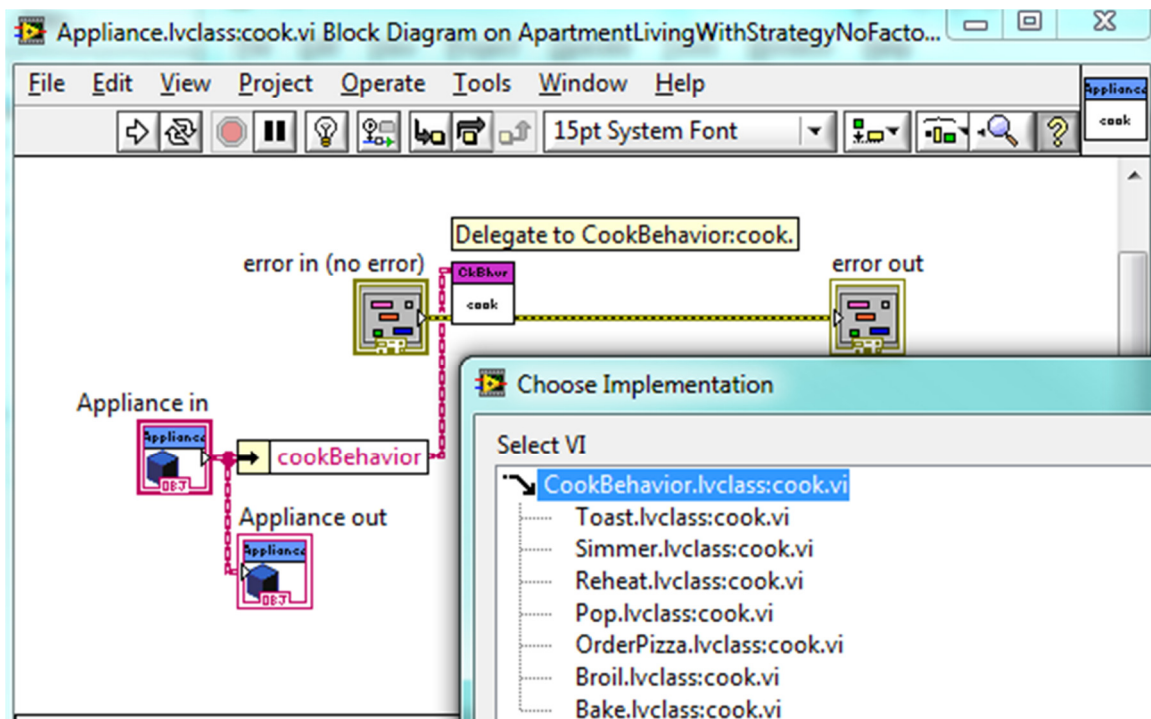 Appliance.lvclass:cook.vi Block Diagram on ApartmentLivingWithStrategyNoFacto...
File Edit View Project Operate Tools Window Help
Appliance
cook
15pt System Font
Delegate to CookBehavior:cook.
error in (no error)
CkBhvr
cook
error out
Appliance in
Appliance
OBJ
cookBehavior
Appliance out
Appliance
OBJ
Choose Implementation
Select VI
CookBehavior.lvclass:cook.vi
Toast.lvclass:cook.vi
Simmer.lvclass:cook.vi
Reheat.lvclass:cook.vi
Pop.lvclass:cook.vi
OrderPizza.lvclass:cook.vi
Broil.lvclass:cook.vi
Bake.lvclass:cook.vi